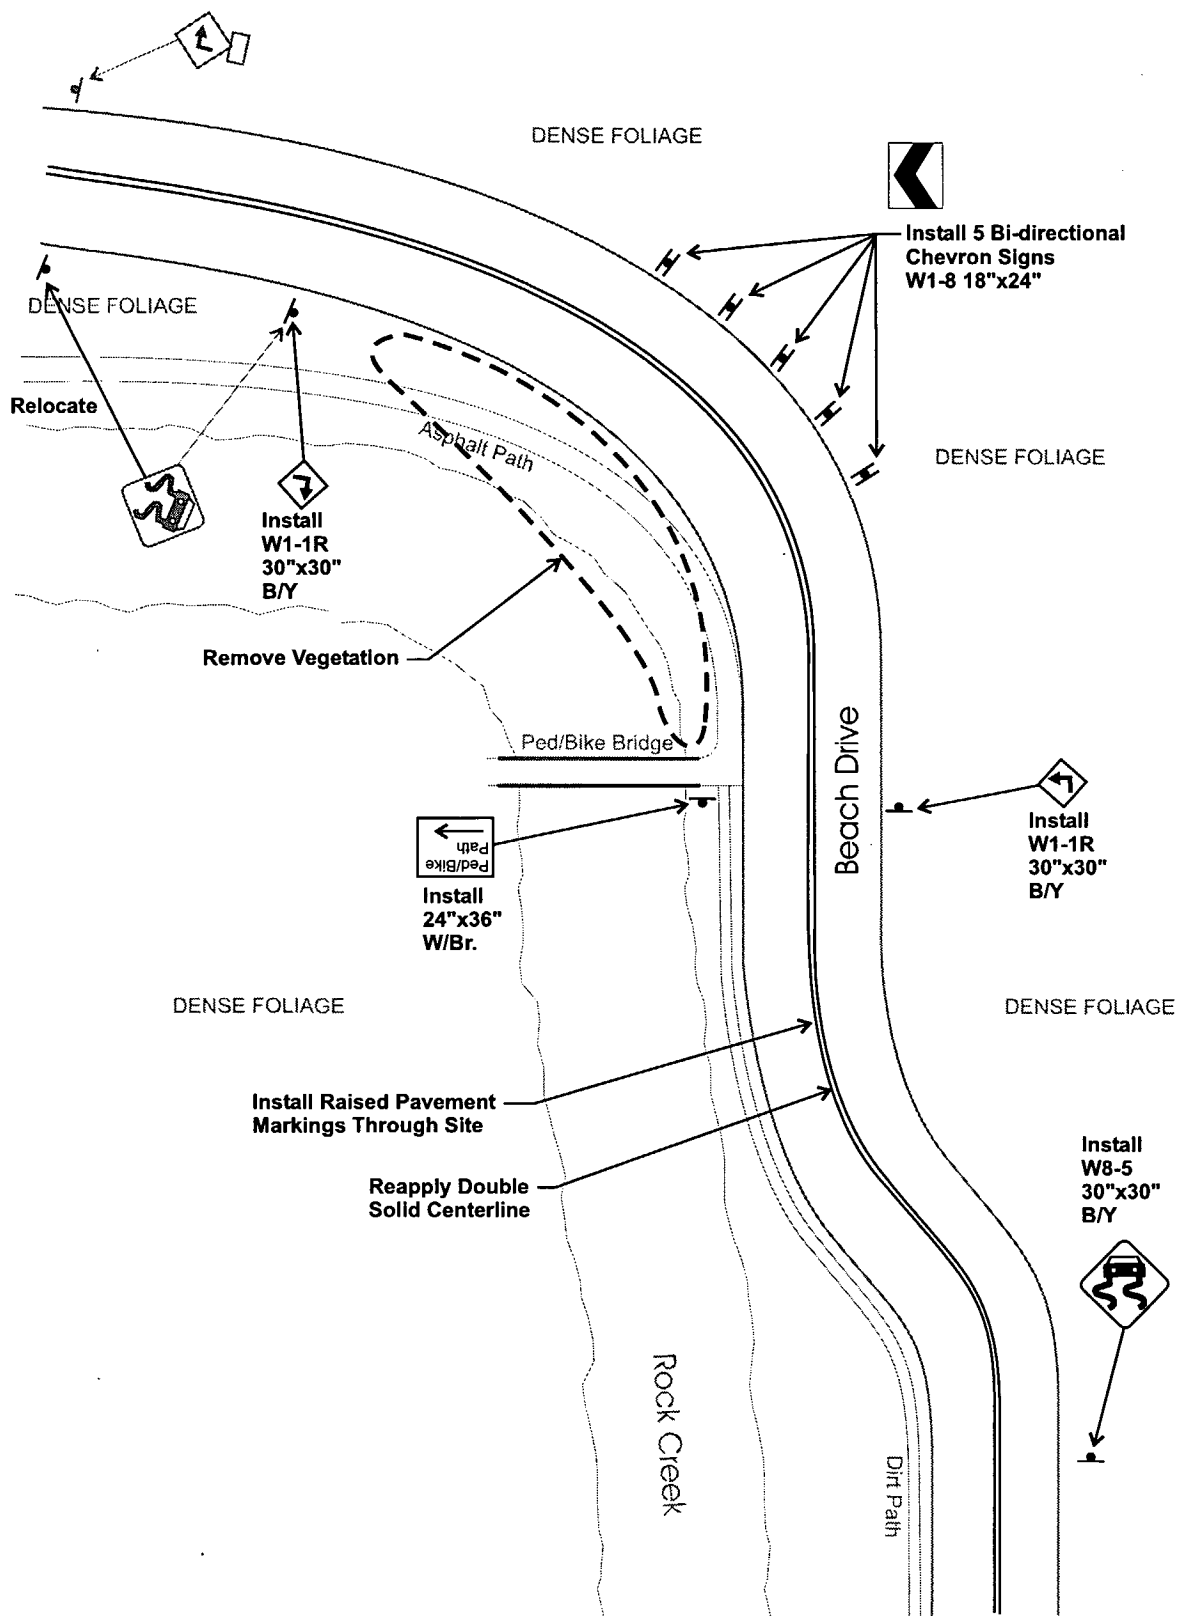 DENSE FOLIAGE
Install 5 Bi-directional
Chevron Signs
W1-8 18"x24"
DENSE FOLIAGE
Relocate
Asphalt Path
DENSE FOLIAGE
Install
W1-1R
30"x30"
B/Y
Remove Vegetation
Ped/Bike Bridge
Beach Drive
Install
W1-1R
30"x30"
B/Y
Ped/Bike
Path
Install
24"x36"
W/Br.
DENSE FOLIAGE
DENSE FOLIAGE
Install Raised Pavement
Markings Through Site
Reapply Double
Solid Centerline
Install
W8-5
30"x30"
B/Y
Rock Creek
Dirt Path